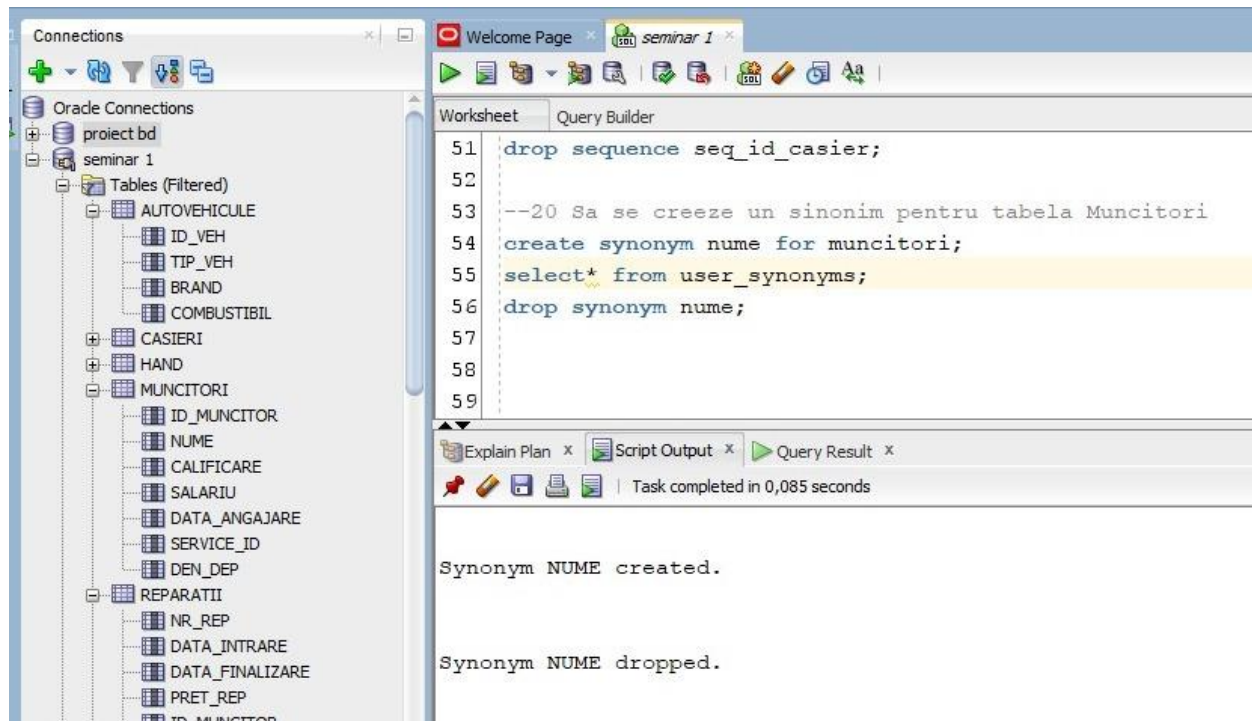 Connections
Oracle Connections
proiect bd
seminar 1
Tables (Filtered)
AUTOVEHICULE
ID_VEH
TIP_VEH
BRAND
COMBUSTIBIL
CASIERI
HAND
MUNCITORI
ID_MUNCITOR
NUME
CALIFICARE
SALARIU
DATA_ANGAJARE
SERVICE_ID
DEN_DEP
REPARATII
NR_REP
DATA_INTRARE
DATA_FINALIZARE
PRET_REP
ID_MUNCITOR
Welcome Page seminar 1
Worksheet Query Builder
51 drop sequence seq_id_casier;
52
53 --20 Sa se creeze un sinonim pentru tabela Muncitori
54 create synonym nume for muncitori;
55 select* from user_synonyms;
56 drop synonym nume;
57
58
59
Explain Plan x Script Output x Query Result x
Task completed in 0,085 seconds
Synonym NUME created.
Synonym NUME dropped.